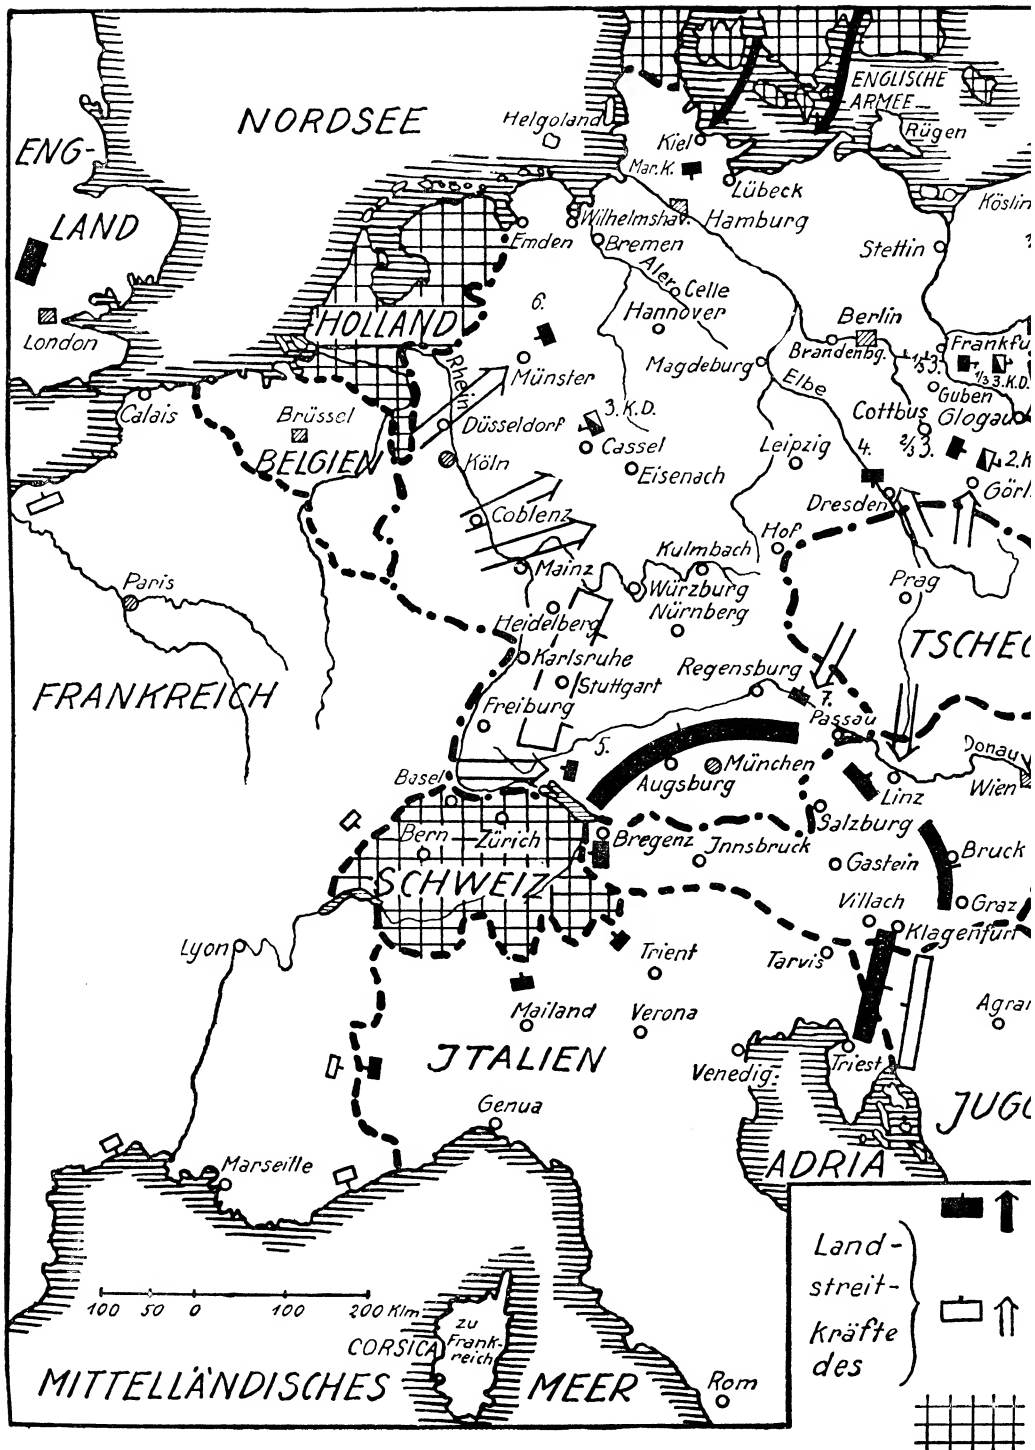 NORDSEE
ENGLISCHE
ARMEE
Rügen
Helgoland
Kiel
ENG-
LAND
Mar.K.
Lübeck
Köslin
Wilhelmshav.
Hamburg
Emden
Bremen
Stettin
Aler
Celle
6.
HOLLAND
Hannover
Berlin
London
Rhein
Münster
Magdeburg
Brandenbg.
1/3 3.
Frankfu
1/3 3.K.D.
Elbe
Guben
Calais
Brüssel
3.K.D.
Cottbus
Glogau
Düsseldorf
Cassel
Leipzig
4.
2/3 3.
BELGIEN
Köln
Eisenach
2.K
Dresden
Görl
Coblenz
Hof
Kulmbach
Mainz
Paris
Würzburg
Prag
Nürnberg
Heidelberg
TSCHEC
Karlsruhe
Regensburg
FRANKREICH
Stuttgart
7.
Freiburg
Passau
5.
Donau
Basel
München
Augsburg
Linz
Wien
Bern
Zürich
Bregenz
Innsbruck
Salzburg
Gastein
Bruck
SCHWEIZ
Villach
Graz
Klagenfurt
Lyon
Trient
Tarvis
Mailand
Verona
Agram
ITALIEN
Venedig
Triest
Genua
JUGO
Marseille
ADRIA
Land-
streit-
kräfte
des
100 50 0 100 200 Klm
CORSICA
zu
Frank-
reich
MITTELLÄNDISCHES MEER
Rom